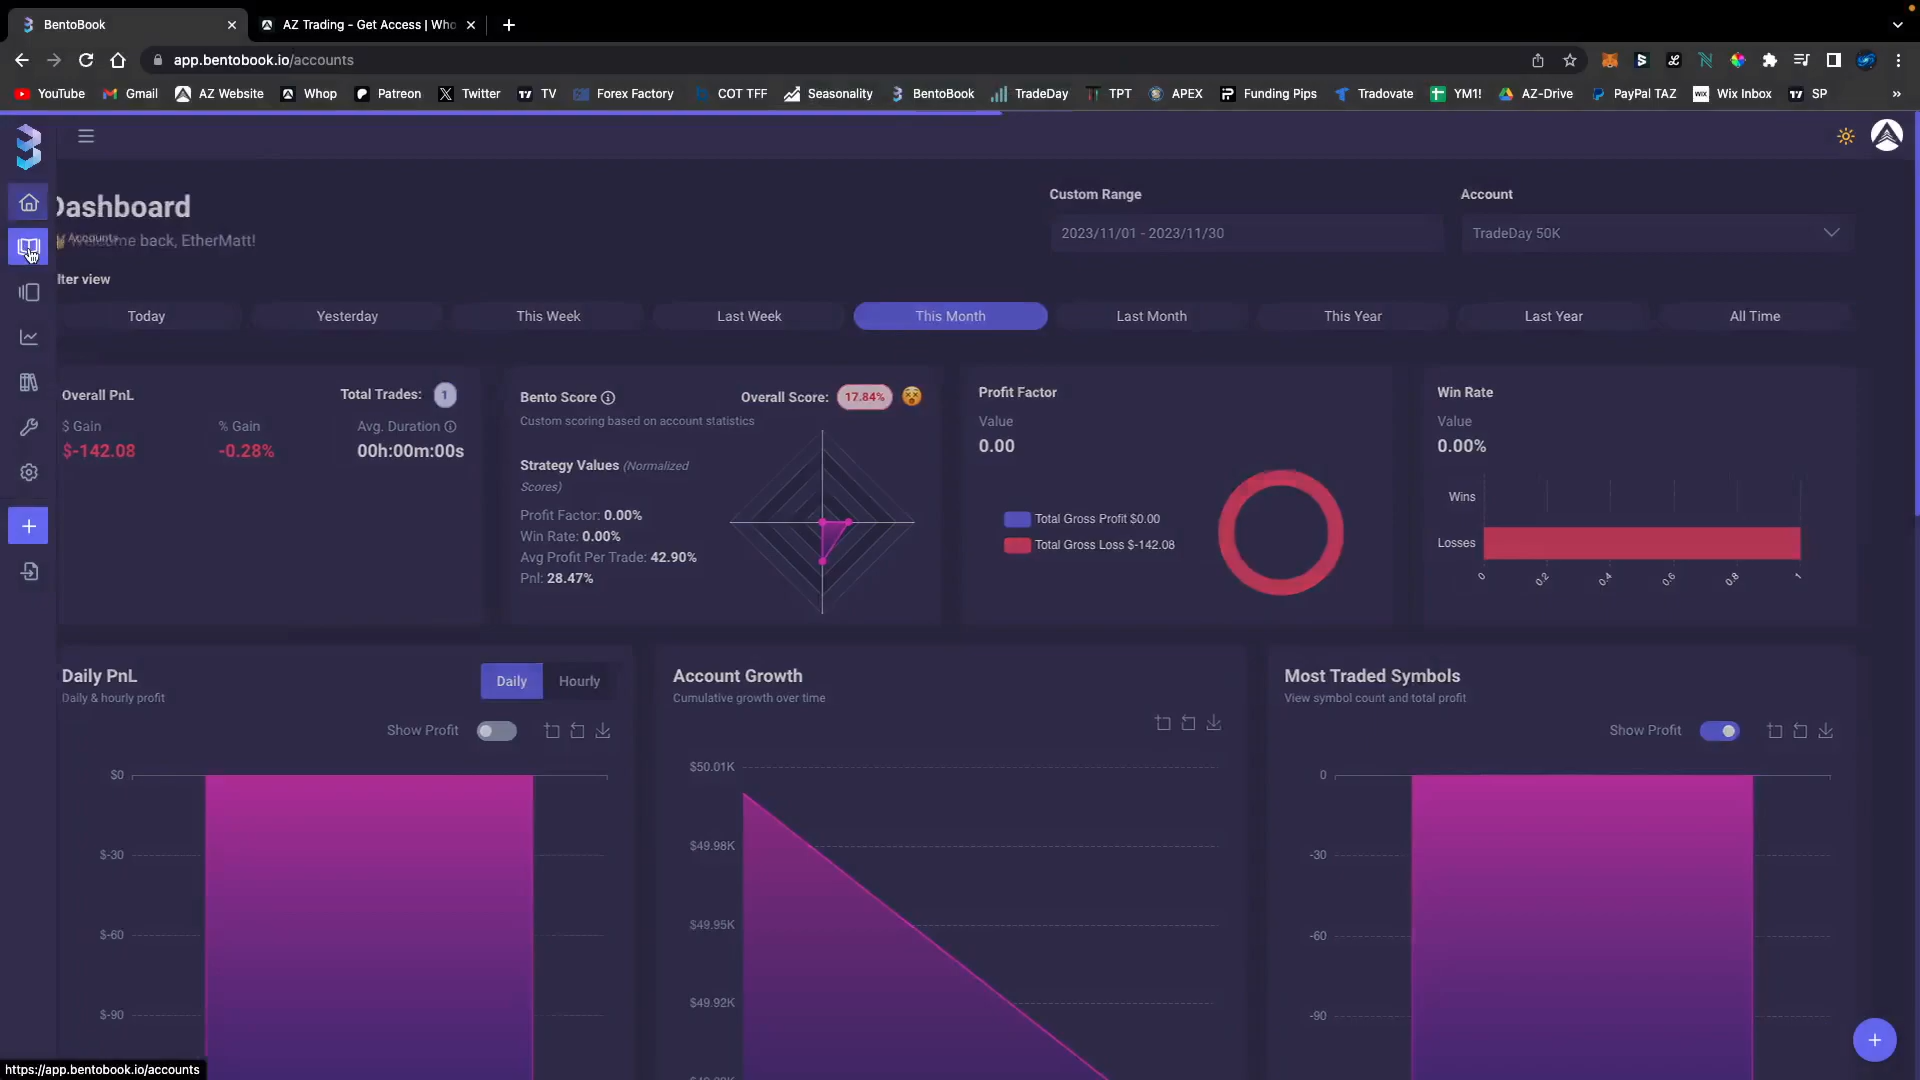 BentoBook
AZ Trading - Get Access | Who
app.bentobook.io/accounts
YouTube
Gmail
AZ Website
Whop
Patreon
Twitter
TV
Forex Factory
COT TFF
Seasonality
BentoBook
TradeDay
TPT
APEX
Funding Pips
Tradovate
YM1!
AZ-Drive
PayPal TAZ
Wix Inbox
SP
Dashboard
Welcome back, EtherMatt!
Accounts
Custom Range
2023/11/01 - 2023/11/30
Account
TradeDay 50K
lter view
Today
Yesterday
This Week
Last Week
This Month
Last Month
This Year
Last Year
All Time
Overall PnL
Total Trades: 1
$ Gain
% Gain
Avg. Duration
$-142.08
-0.28%
00h:00m:00s
Bento Score
Overall Score: 17.84%
Custom scoring based on account statistics
Strategy Values (Normalized
Scores)
Profit Factor: 0.00%
Win Rate: 0.00%
Avg Profit Per Trade: 42.90%
Pnl: 28.47%
Profit Factor
Value
0.00
Total Gross Profit $0.00
Total Gross Loss $-142.08
Win Rate
Value
0.00%
Wins
Losses
0
0.2
0.4
0.6
0.8
1
Daily PnL
Daily & hourly profit
Daily
Hourly
Show Profit
$0
$-30
$-60
$-90
Account Growth
Cumulative growth over time
$50.01K
$49.98K
$49.95K
$49.92K
Most Traded Symbols
View symbol count and total profit
Show Profit
0
-30
-60
-90
https://app.bentobook.io/accounts